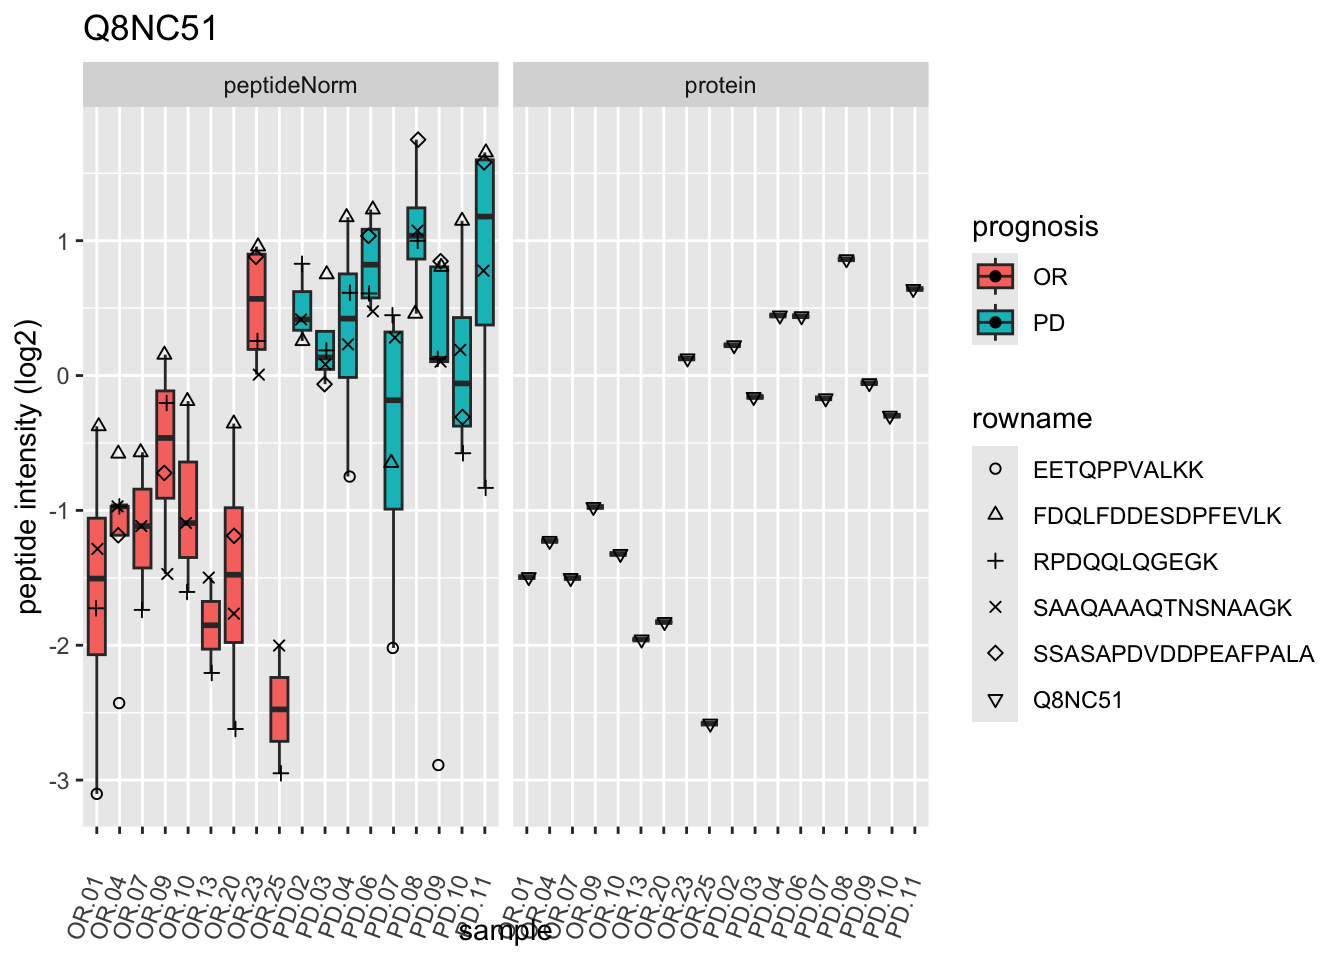 Q8NC51
peptideNorm
protein
peptide intensity (log2)
1
0
-1
-2
-3
OR.01
OR.04
OR.07
OR.09
OR.10
OR.13
OR.20
OR.23
OR.25
PD.02
PD.03
PD.04
PD.06
PD.07
PD.08
PD.09
PD.10
PD.11
OR.01
OR.04
OR.07
OR.09
OR.10
OR.13
OR.20
OR.23
OR.25
PD.02
PD.03
PD.04
PD.06
PD.07
PD.08
PD.09
PD.10
PD.11
sample
prognosis
OR
PD
rowname
EETQPPVALKK
FDQLFDDESDPFEVLK
RPDQQLQGEGK
SAAQAAAQTNSNAAGK
SSASAPDVDDPEAFPALA
Q8NC51